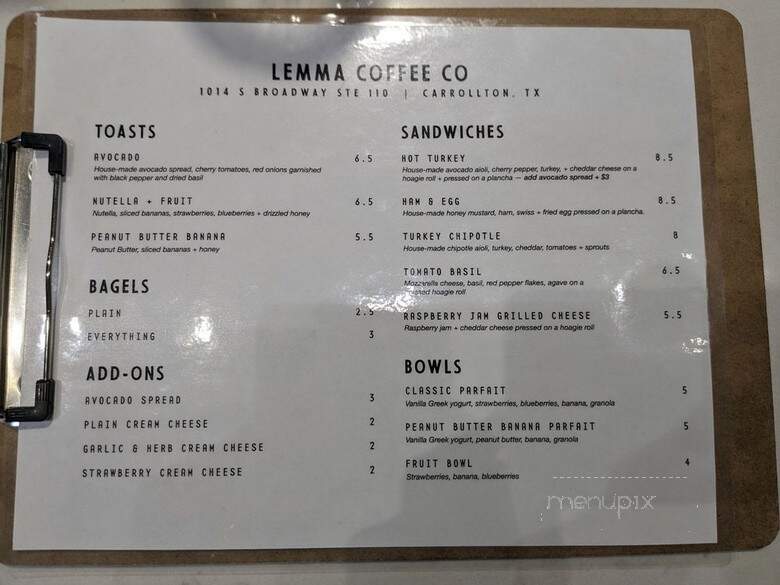 LEMMA COFFEE CO
1014 S BROADWAY STE 110 | CARROLLTON, TX
TOASTS
AVOCADO 6.5
House-made avocado spread, cherry tomatoes, red onions garnished
with black pepper and dried basil
NUTELLA + FRUIT 6.5
Nutella, sliced bananas, strawberries, blueberries + drizzled honey
PEANUT BUTTER BANANA 5.5
Peanut Butter, sliced bananas + honey
BAGELS
PLAIN 2.5
EVERYTHING 3
ADD-ONS
AVOCADO SPREAD 3
PLAIN CREAM CHEESE 2
GARLIC & HERB CREAM CHEESE 2
STRAWBERRY CREAM CHEESE 2
SANDWICHES
HOT TURKEY 8.5
House-made avocado aioli, cherry pepper, turkey, + cheddar cheese on a
hoagie roll + pressed on a plancha — add avocado spread + $3
HAM & EGG 8.5
House-made honey mustard, ham, swiss + fried egg pressed on a plancha.
TURKEY CHIPOTLE 8
House-made chipotle aioli, turkey, cheddar, tomatoes + sprouts
TOMATO BASIL 6.5
Mozzarella cheese, basil, red pepper flakes, agave on a
hoagie roll
RASPBERRY JAM GRILLED CHEESE 5.5
Raspberry jam + cheddar cheese pressed on a hoagie roll
BOWLS
CLASSIC PARFAIT 5
Vanilla Greek yogurt, strawberries, blueberries, banana, granola
PEANUT BUTTER BANANA PARFAIT 5
Vanilla Greek yogurt, peanut butter, banana, granola
FRUIT BOWL 4
Strawberries, banana, blueberries
menupix